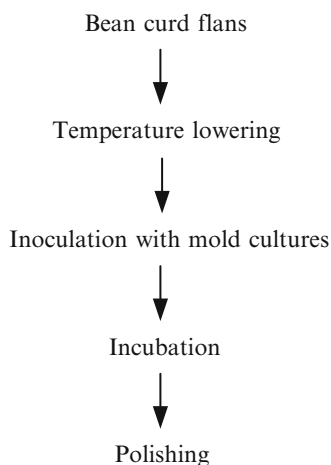 Bean curd flans
Temperature lowering
Inoculation with mold cultures
Incubation
Polishing